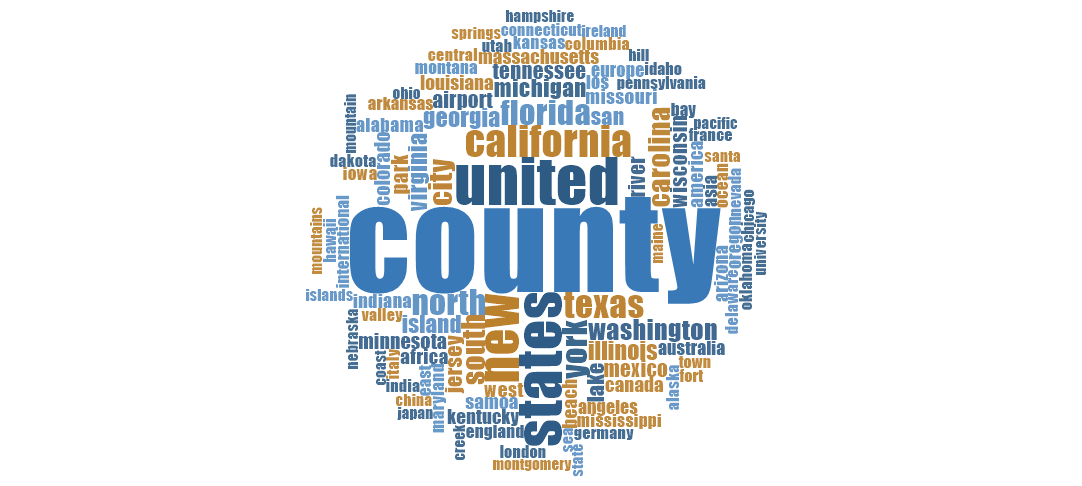 hampshire
springs
connecticut
ireland
utah
kansas
columbia
central
massachusetts
hill
montana
tennessee
europe
idaho
louisiana
michigan
los
pennsylvania
ohio
airport
missouri
arkansas
mountain
alabama
georgia
florida
san
bay
pacific
france
california
carolina
wisconsin
america
santa
dakota
iowa
colorado
park
virginia
city
united
river
asia
ocean
nevada
county
mountains
hawaii
international
maine
oregon
chicago
university
arizona
delaware
oklahoma
islands
indiana
north
valley
island
new
states
texas
nebraska
minnesota
south
york
washington
coast
italy
africa
jersey
illinois
australia
india
east
maryland
west
lake
mexico
town
canada
fort
alaska
china
samoa
beach
angeles
japan
kentucky
mississippi
creek
england
sea
germany
london
state
montgomery